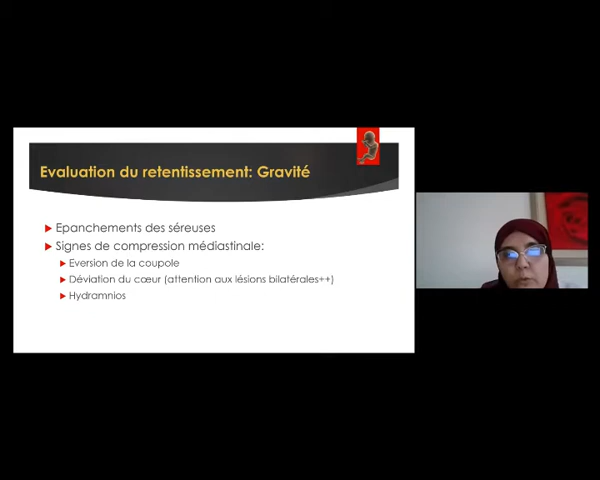 Evaluation du retentissement: Gravité
Epanchements des séreuses
Signes de compression médiastinale:
Eversion de la coupole
Déviation du cœur (attention aux lésions bilatérales++)
Hydramnios